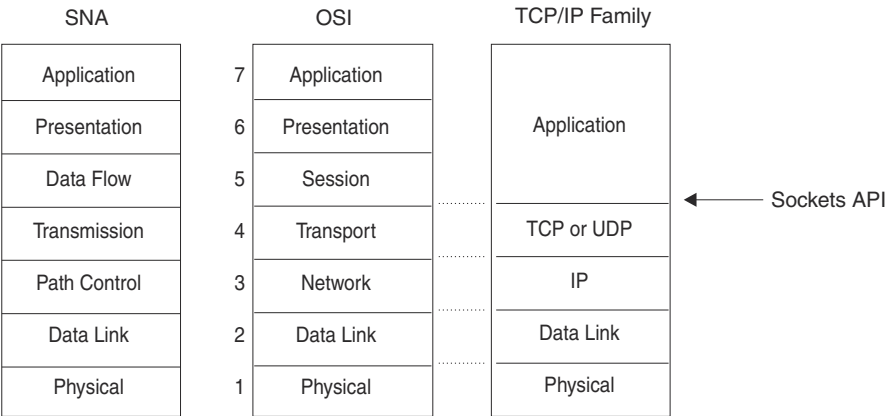 SNA OSI TCP/IP Family
Application 7 Application
Presentation 6 Presentation Application
Data Flow 5 Session
Sockets API
Transmission 4 Transport TCP or UDP
Path Control 3 Network IP
Data Link 2 Data Link Data Link
Physical 1 Physical Physical